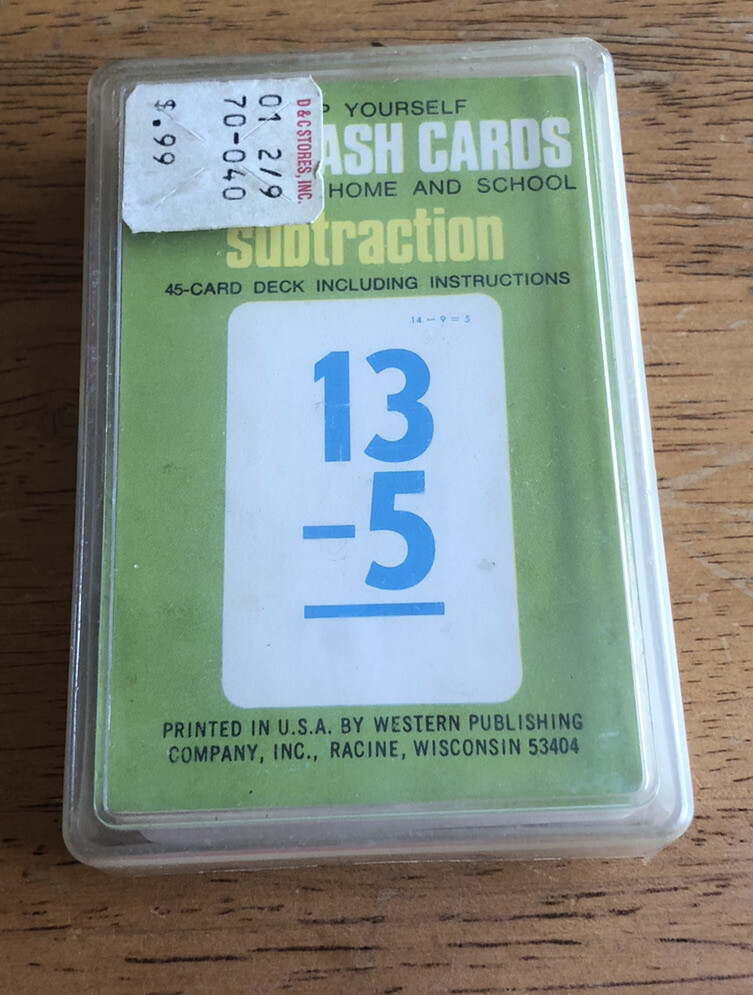 D&C STORES, INC.
01 2/9
70-040
$.99
P YOURSELF
ASH CARDS
HOME AND SCHOOL
subtraction
45-CARD DECK INCLUDING INSTRUCTIONS
14 - 9 = 5
13
-5
PRINTED IN U.S.A. BY WESTERN PUBLISHING
COMPANY, INC., RACINE, WISCONSIN 53404